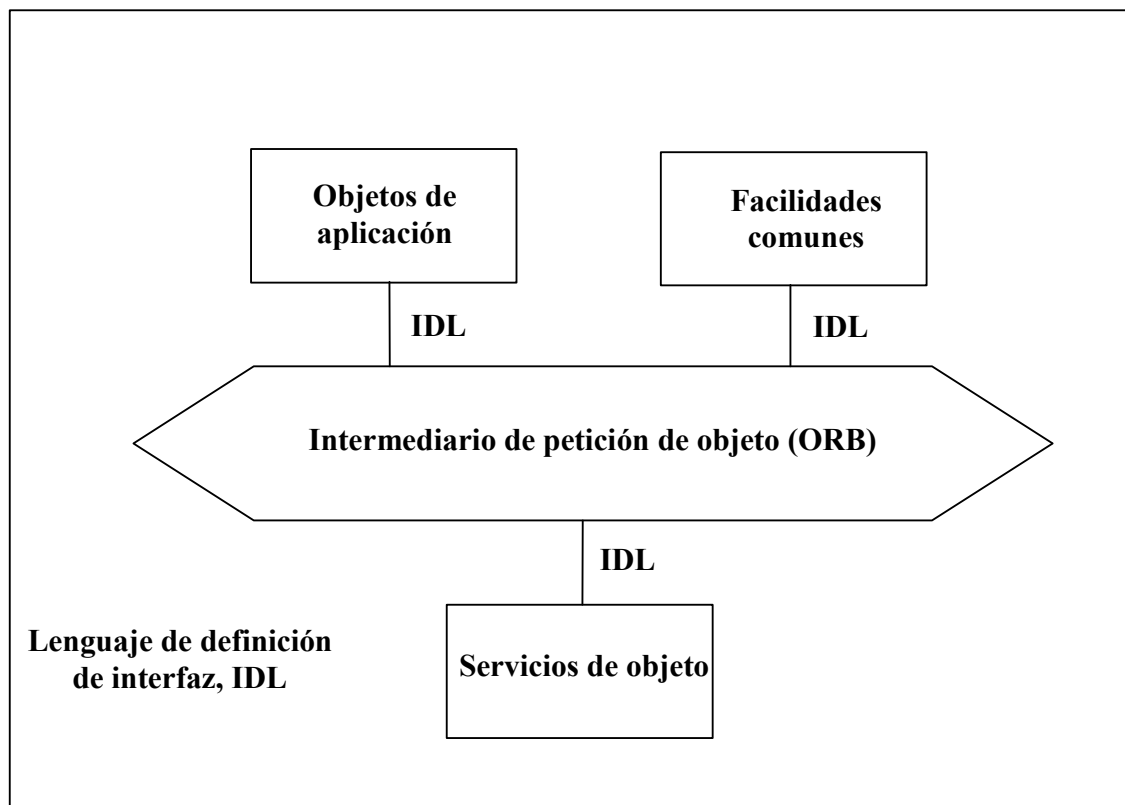 Objetos de
aplicación
Facilidades
comunes
IDL
IDL
Intermediario de petición de objeto (ORB)
IDL
Lenguaje de definición
de interfaz, IDL
Servicios de objeto